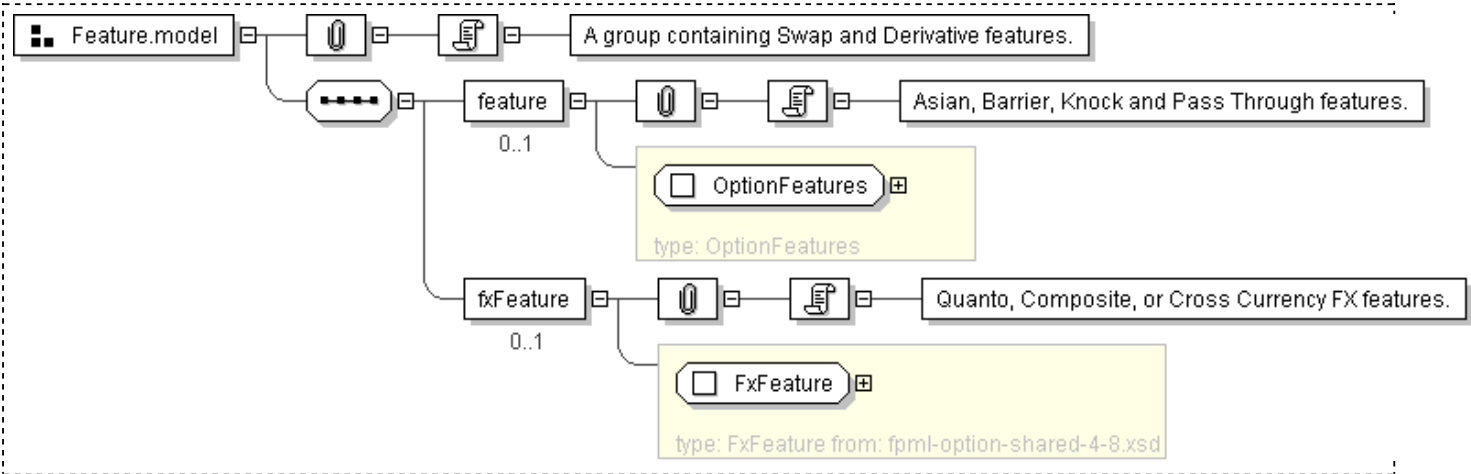 Feature.model
A group containing Swap and Derivative features.
feature
Asian, Barrier, Knock and Pass Through features.
0..1
OptionFeatures
type: OptionFeatures
fxFeature
Quanto, Composite, or Cross Currency FX features.
0..1
FxFeature
type: FxFeature from: fpml-option-shared-4-8.xsd